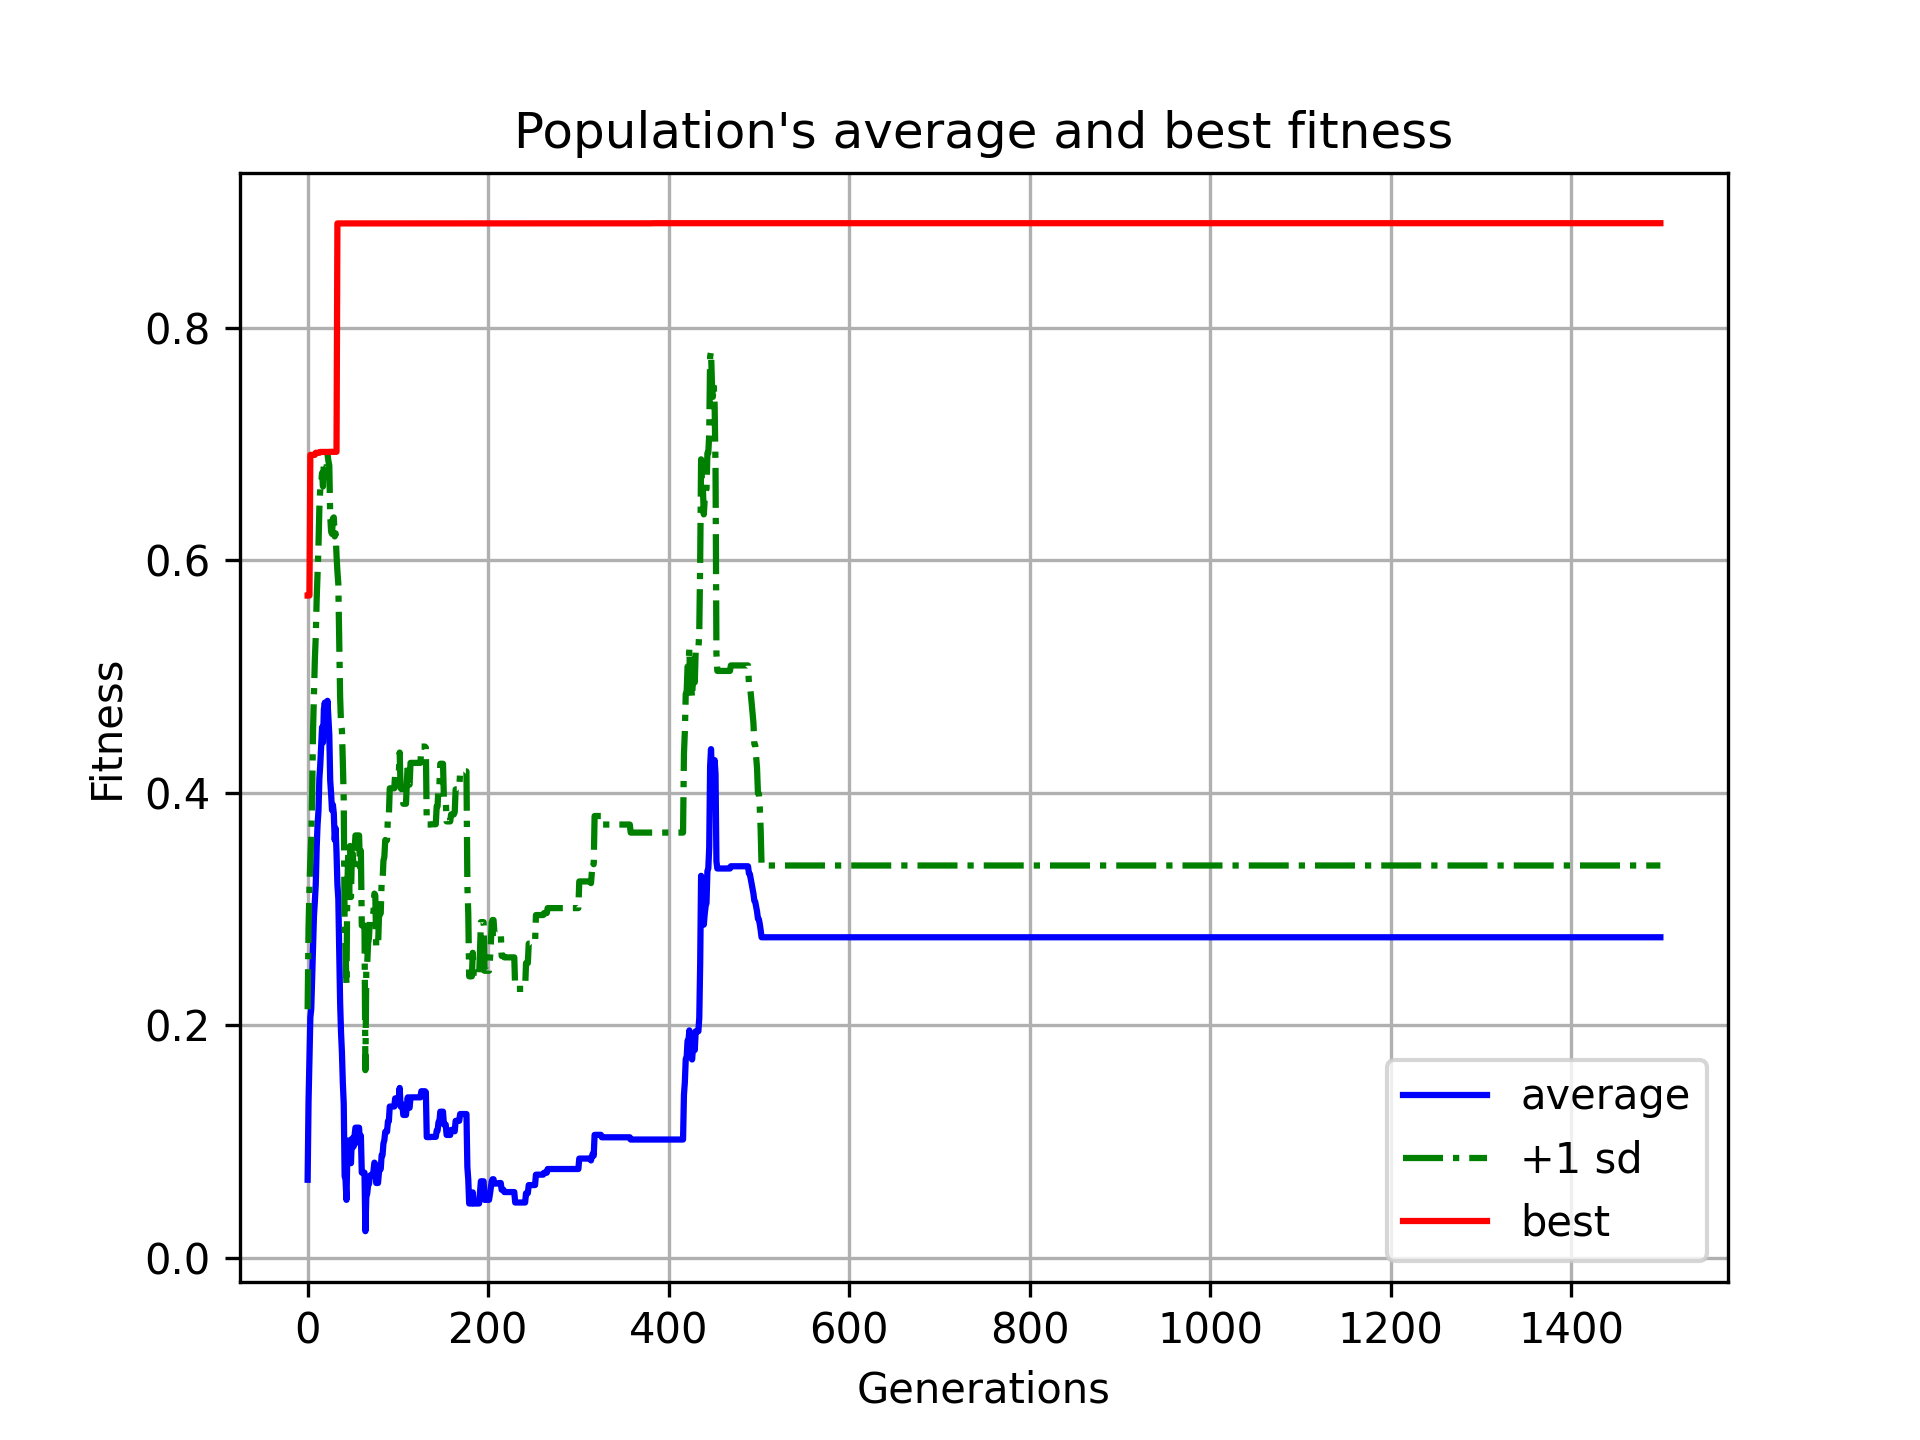 Population's average and best fitness
Fitness
0.8
0.6
0.4
0.2
0.0
0 200 400 600 800 1000 1200 1400
Generations
average
+1 sd
best